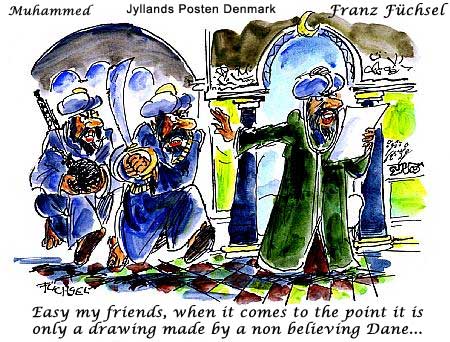 Muhammed Jyllands Posten Denmark Franz Füchsel
FÜCHSEL
Easy my friends, when it comes to the point it is
only a drawing made by a non believing Dane...